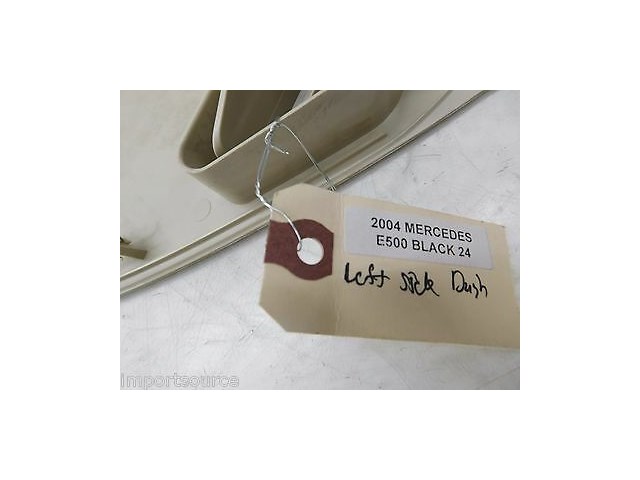 2004 MERCEDES
E500 BLACK 24
Left side Dash
importsource